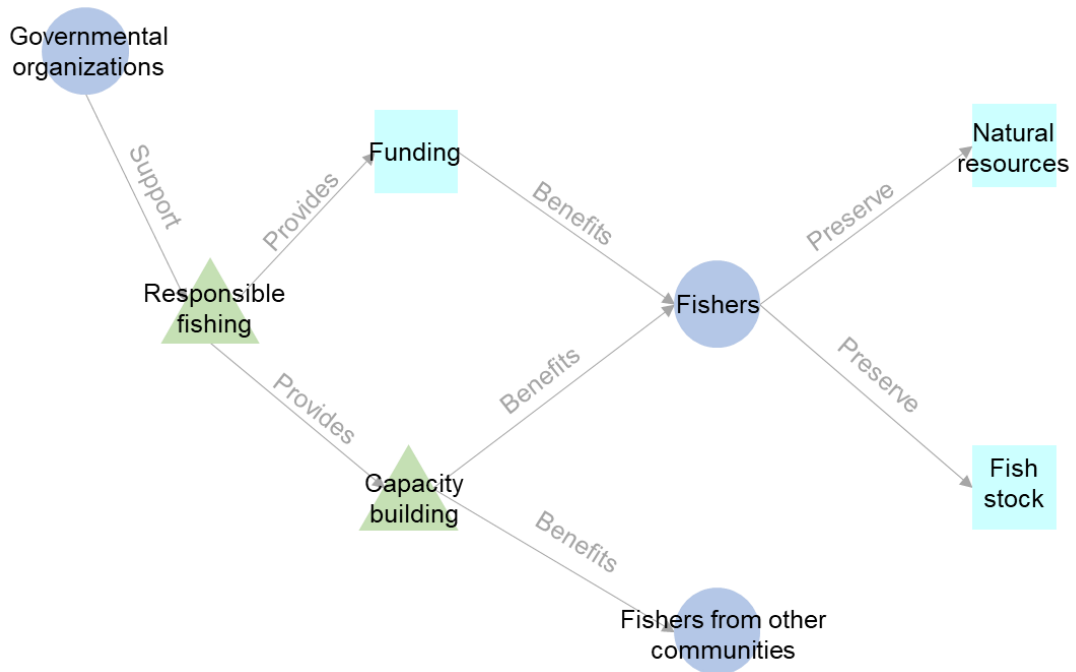 Governmental
organizations
Support
Responsible
fishing
Provides
Funding
Provides
Capacity
building
Benefits
Benefits
Benefits
Fishers
Fishers from other
communities
Preserve
Preserve
Natural
resources
Fish
stock